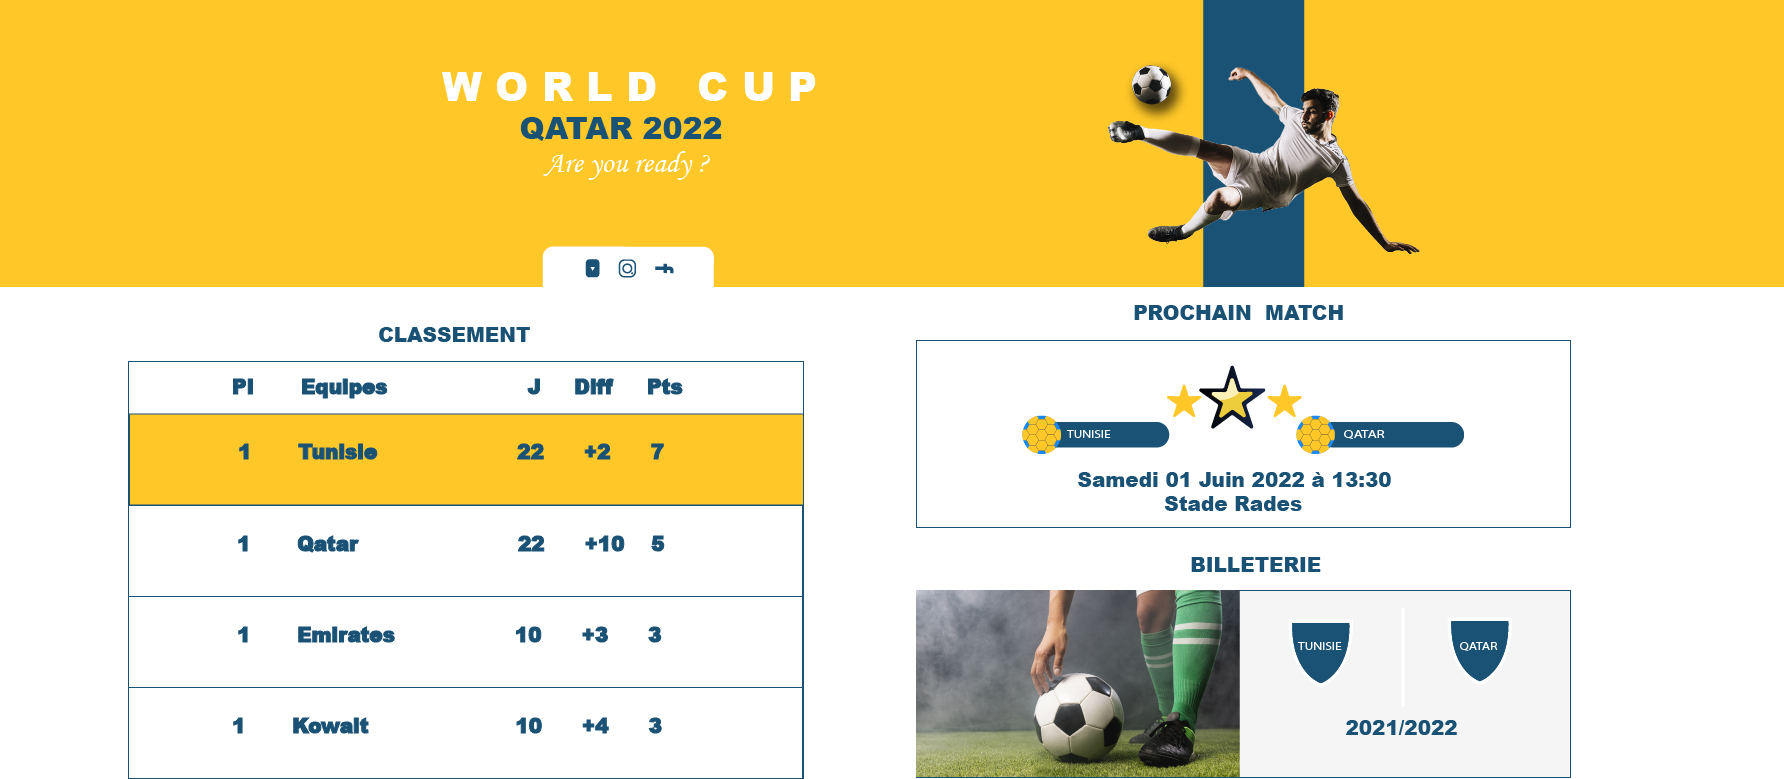 WORLD CUP
QATAR 2022
Are you ready ?
CLASSEMENT
Pl Equipes J Diff Pts
1 Tunisie 22 +2 7
1 Qatar 22 +10 5
1 Emirates 10 +3 3
1 Kowait 10 +4 3
PROCHAIN MATCH
TUNISIE QATAR
Samedi 01 Juin 2022 à 13:30
Stade Rades
BILLETERIE
TUNISIE QATAR
2021/2022